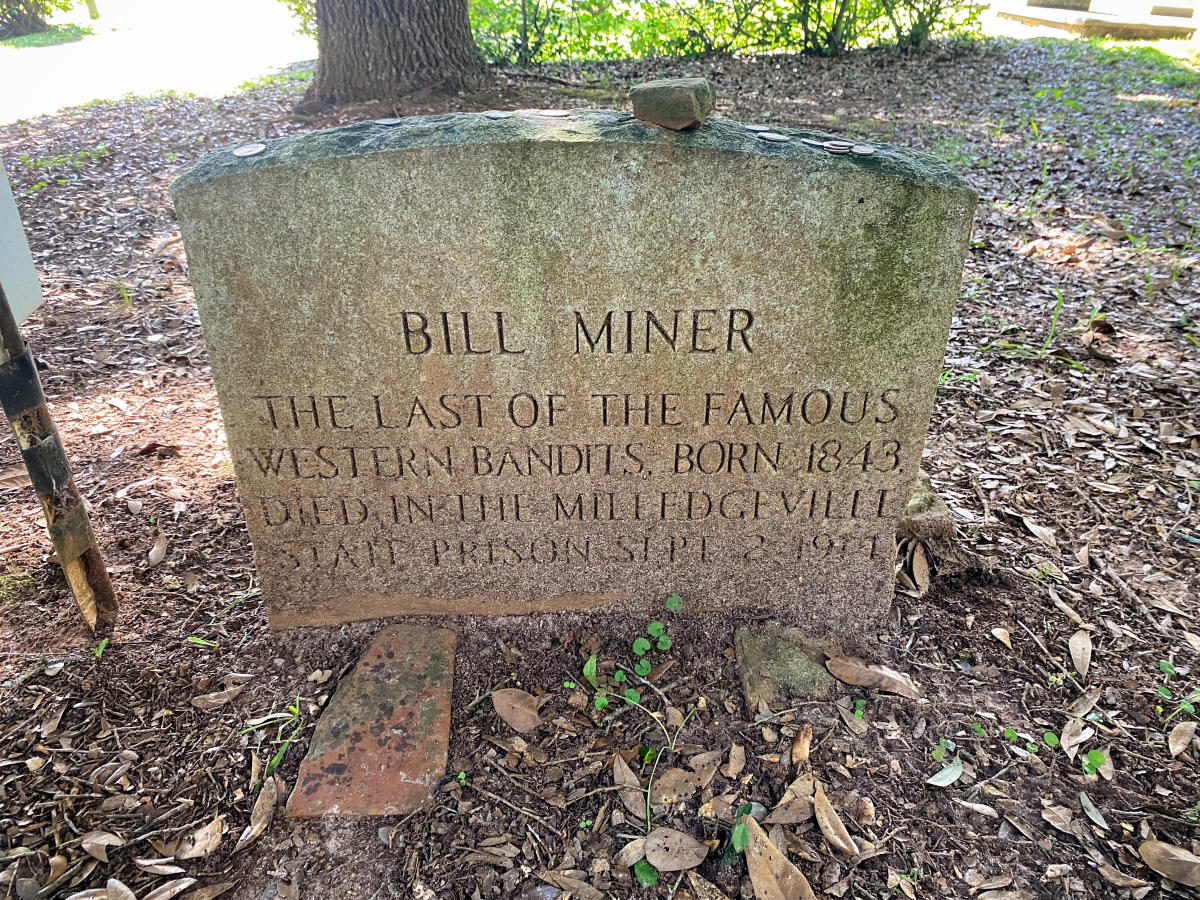 BILL MINER
THE LAST OF THE FAMOUS
WESTERN BANDITS, BORN 1843.
DIED IN THE MILLEDGEVILLE
STATE PRISON SEPT. 2 1914.